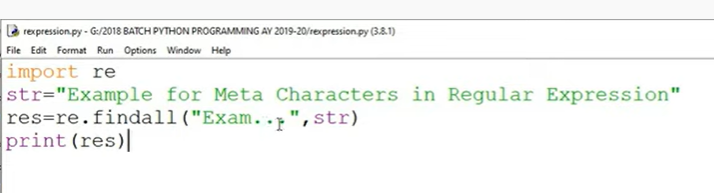 rexpression.py - G:/2018 BATCH PYTHON PROGRAMMING AY 2019-20/rexpression.py (3.8.1)
File Edit Format Run Options Window Help
import re
str="Example for Meta Characters in Regular Expression"
res=re.findall("Exam...",str)
print(res)